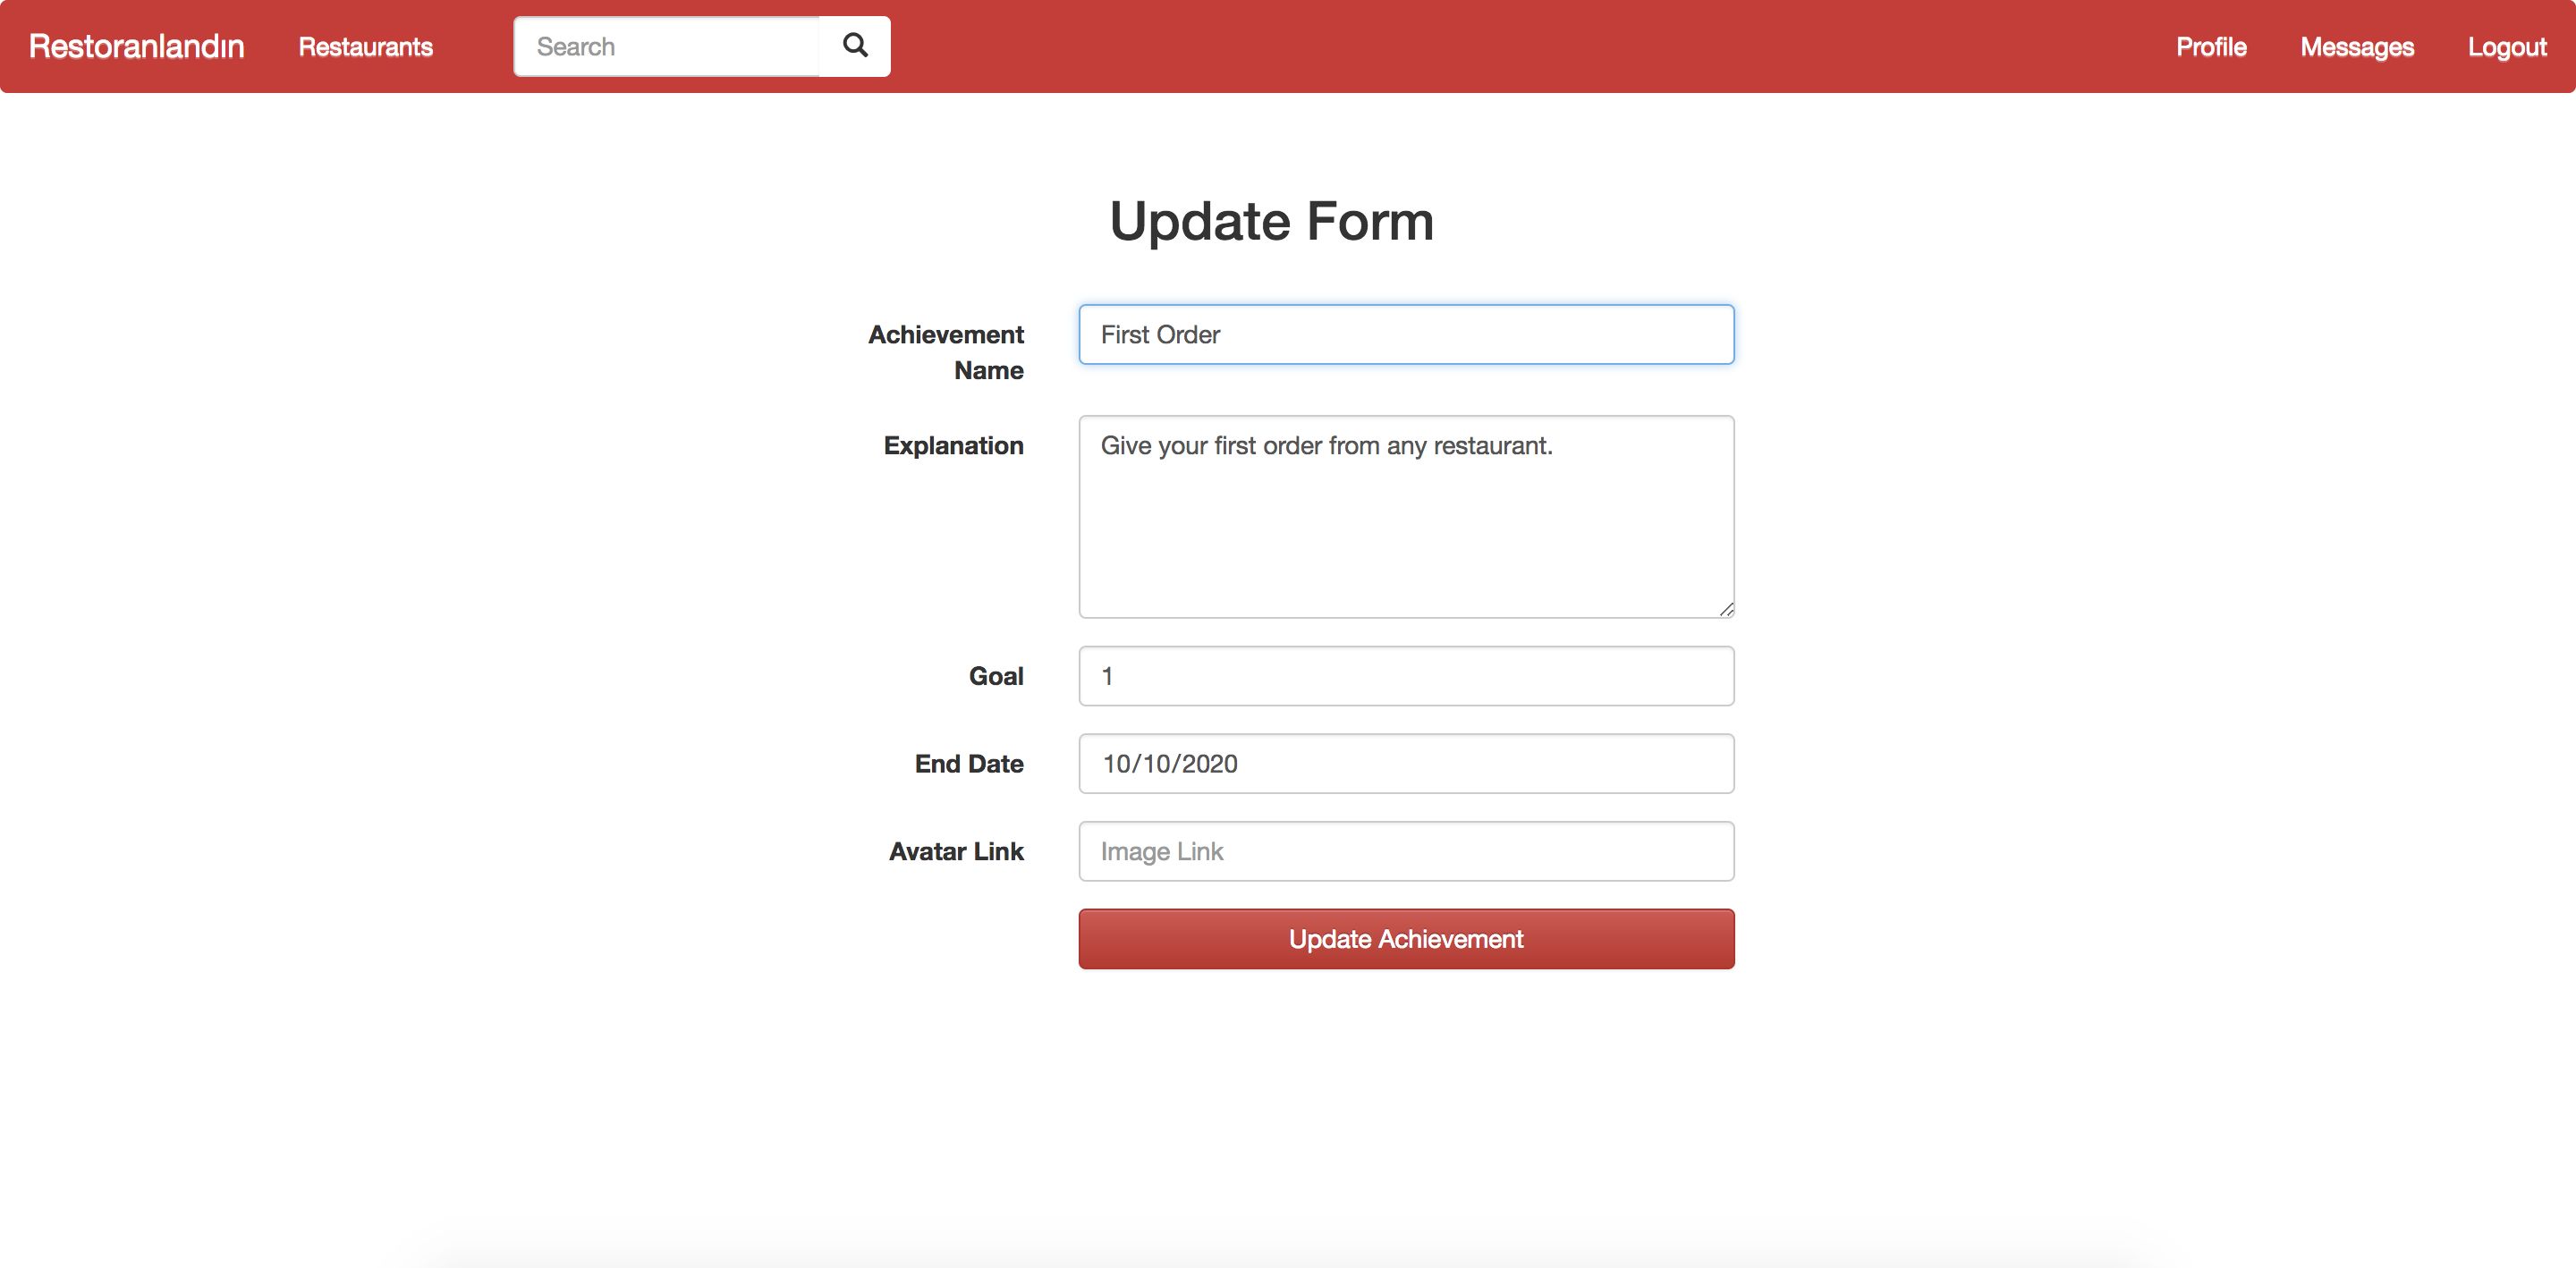 Restoranlandın Restaurants Search Profile Messages Logout
Update Form
Achievement Name First Order
Explanation Give your first order from any restaurant.
Goal 1
End Date 10/10/2020
Avatar Link Image Link
Update Achievement